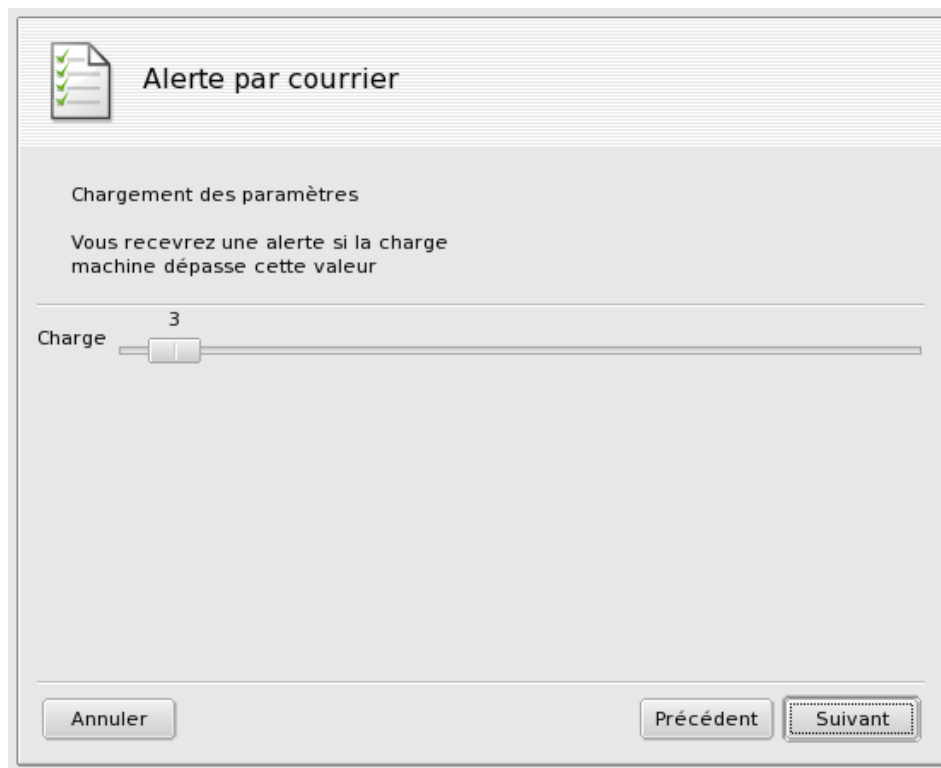 Alerte par courrier
Chargement des paramètres
Vous recevrez une alerte si la charge
machine dépasse cette valeur
3
Charge
Annuler
Précédent
Suivant